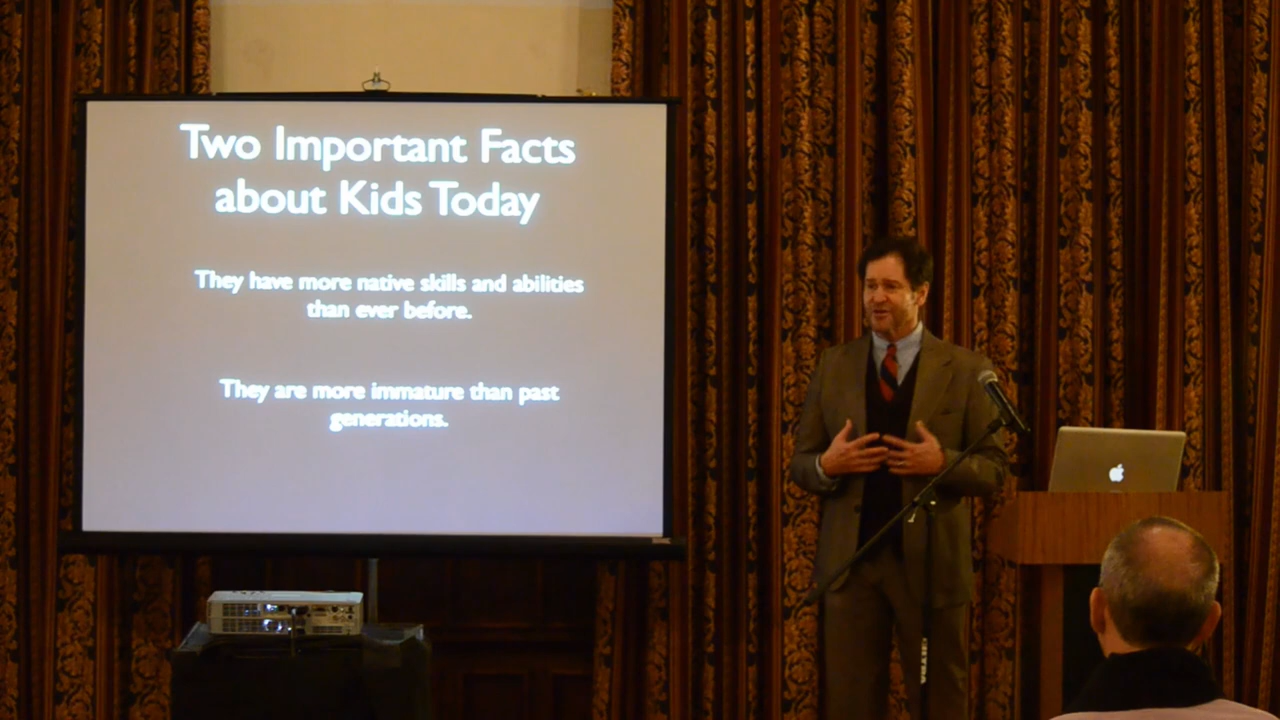 Two Important Facts
about Kids Today
They have more native skills and abilities
than ever before.
They are more immature than past
generations.